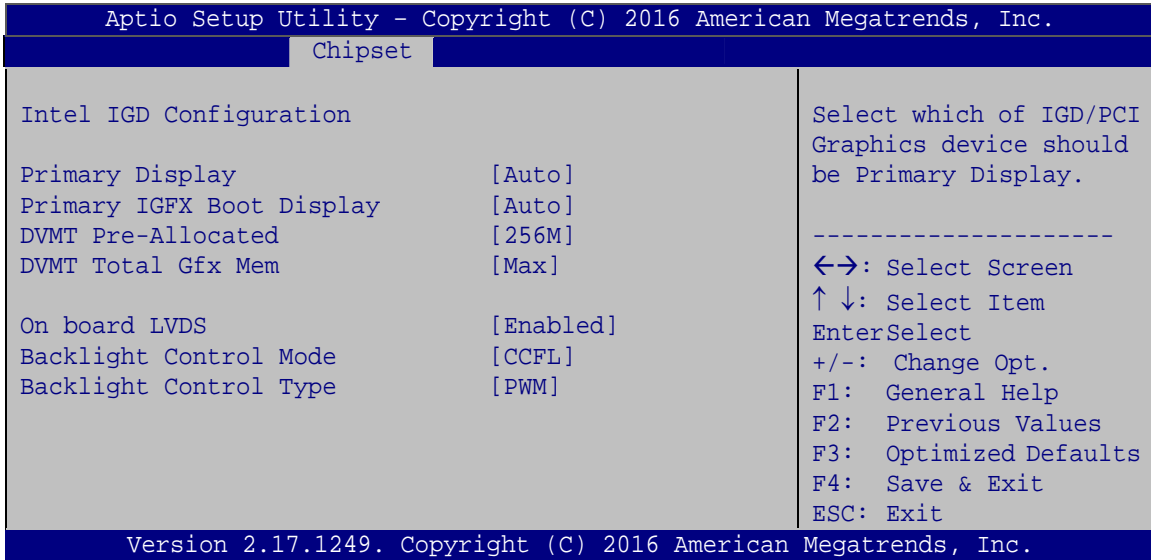 Aptio Setup Utility – Copyright (C) 2016 American Megatrends, Inc.
Chipset
Intel IGD Configuration
Primary Display [Auto]
Primary IGFX Boot Display [Auto]
DVMT Pre-Allocated [256M]
DVMT Total Gfx Mem [Max]
On board LVDS [Enabled]
Backlight Control Mode [CCFL]
Backlight Control Type [PWM]
Select which of IGD/PCI
Graphics device should
be Primary Display.
---------------------
←→: Select Screen
↑ ↓: Select Item
EnterSelect
+/-: Change Opt.
F1: General Help
F2: Previous Values
F3: Optimized Defaults
F4: Save & Exit
ESC: Exit
Version 2.17.1249. Copyright (C) 2016 American Megatrends, Inc.